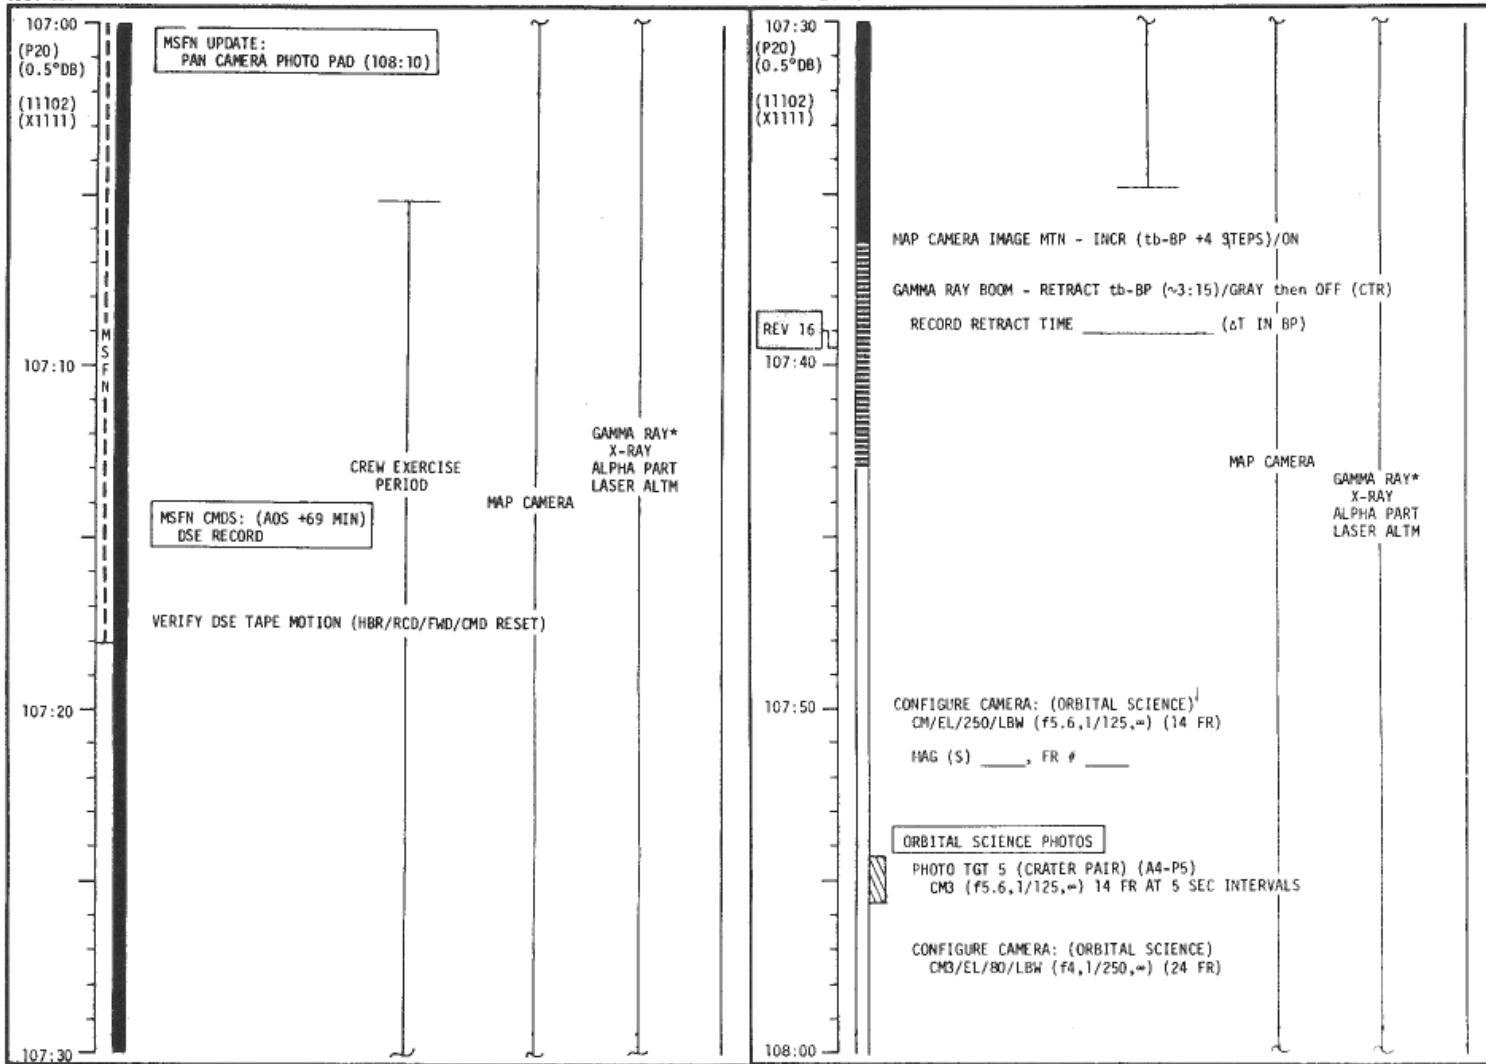 107:00
(P20)
(0.5°DB)
(11102)
(X1111)
MSFN UPDATE:
PAN CAMERA PHOTO PAD (108:10)
MSFN
107:10
GAMMA RAY*
X-RAY
ALPHA PART
LASER ALTM
CREW EXERCISE
PERIOD
MAP CAMERA
MSFN CMDS: (AOS +69 MIN)
DSE RECORD
VERIFY DSE TAPE MOTION (HBR/RCD/FWD/CMD RESET)
107:20
107:30
107:30
(P20)
(0.5°DB)
(11102)
(X1111)
MAP CAMERA IMAGE MTN - INCR (tb-BP +4 STEPS)/ON
GAMMA RAY BOOM - RETRACT tb-BP (~3:15)/GRAY then OFF (CTR)
RECORD RETRACT TIME ____________ (ΔT IN BP)
REV 16
107:40
MAP CAMERA
GAMMA RAY*
X-RAY
ALPHA PART
LASER ALTM
107:50
CONFIGURE CAMERA: (ORBITAL SCIENCE)
CM/EL/250/LBW (f5.6,1/125,∞) (14 FR)
MAG (S) ____, FR # ____
ORBITAL SCIENCE PHOTOS
PHOTO TGT 5 (CRATER PAIR) (A4-P5)
CM3 (f5.6,1/125,∞) 14 FR AT 5 SEC INTERVALS
CONFIGURE CAMERA: (ORBITAL SCIENCE)
CM3/EL/80/LBW (f4,1/250,∞) (24 FR)
108:00